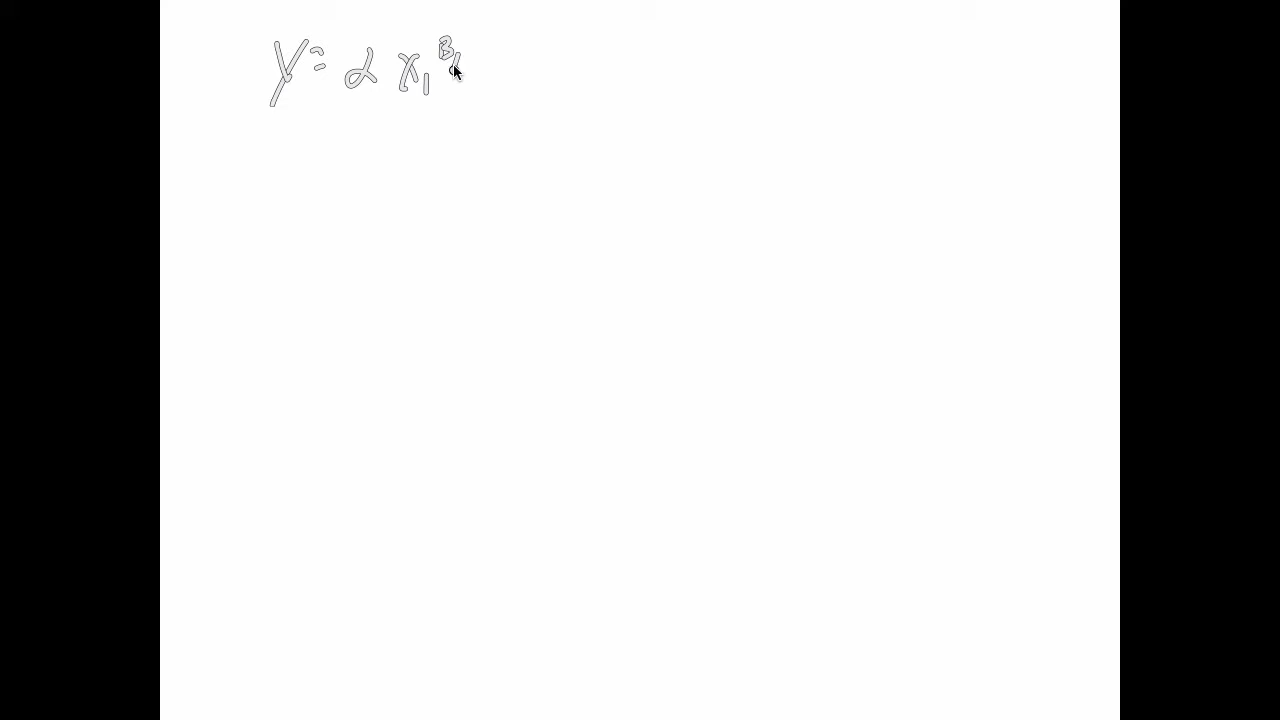 y = α x₁^β₁